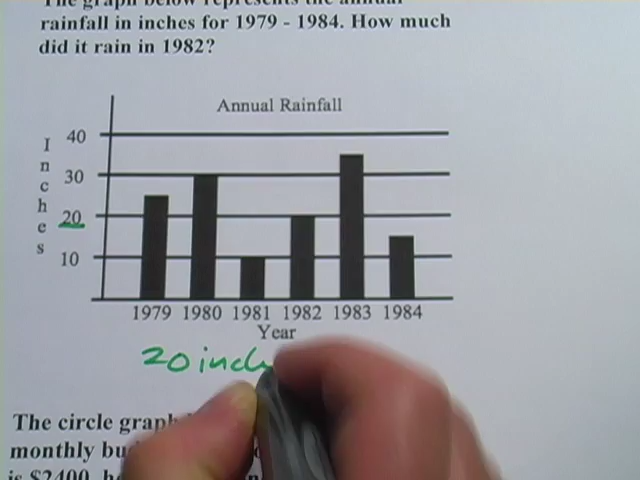 The graph below represents the annual
rainfall in inches for 1979 - 1984. How much
did it rain in 1982?
Annual Rainfall
Inches
40
30
20
10
1979 1980 1981 1982 1983 1984
Year
20 inch
The circle graph
monthly bu
is $2400, h